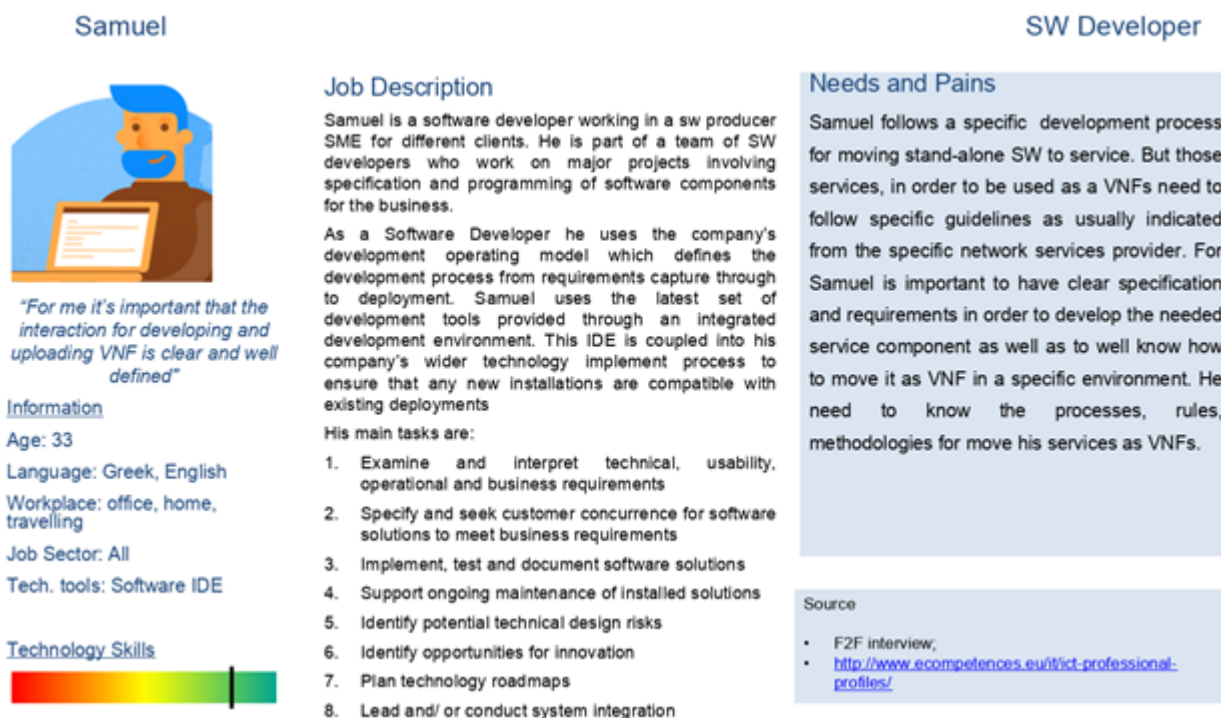 Samuel
SW Developer
"For me it's important that the
interaction for developing and
uploading VNF is clear and well
defined"
Information
Age: 33
Language: Greek, English
Workplace: office, home,
travelling
Job Sector: All
Tech. tools: Software IDE
Technology Skills
Job Description
Samuel is a software developer working in a sw producer
SME for different clients. He is part of a team of SW
developers who work on major projects involving
specification and programming of software components
for the business.
As a Software Developer he uses the company's
development operating model which defines the
development process from requirements capture through
to deployment. Samuel uses the latest set of
development tools provided through an integrated
development environment. This IDE is coupled into his
company's wider technology implement process to
ensure that any new installations are compatible with
existing deployments
His main tasks are:
1. Examine and interpret technical, usability,
operational and business requirements
2. Specify and seek customer concurrence for software
solutions to meet business requirements
3. Implement, test and document software solutions
4. Support ongoing maintenance of installed solutions
5. Identify potential technical design risks
6. Identify opportunities for innovation
7. Plan technology roadmaps
8. Lead and/ or conduct system integration
Needs and Pains
Samuel follows a specific development process
for moving stand-alone SW to service. But those
services, in order to be used as a VNFs need to
follow specific guidelines as usually indicated
from the specific network services provider. For
Samuel is important to have clear specification
and requirements in order to develop the needed
service component as well as to well know how
to move it as VNF in a specific environment. He
need to know the processes, rules,
methodologies for move his services as VNFs.
Source
• F2F interview;
• http://www.ecompetences.eu/it/ict-professional-
profiles/